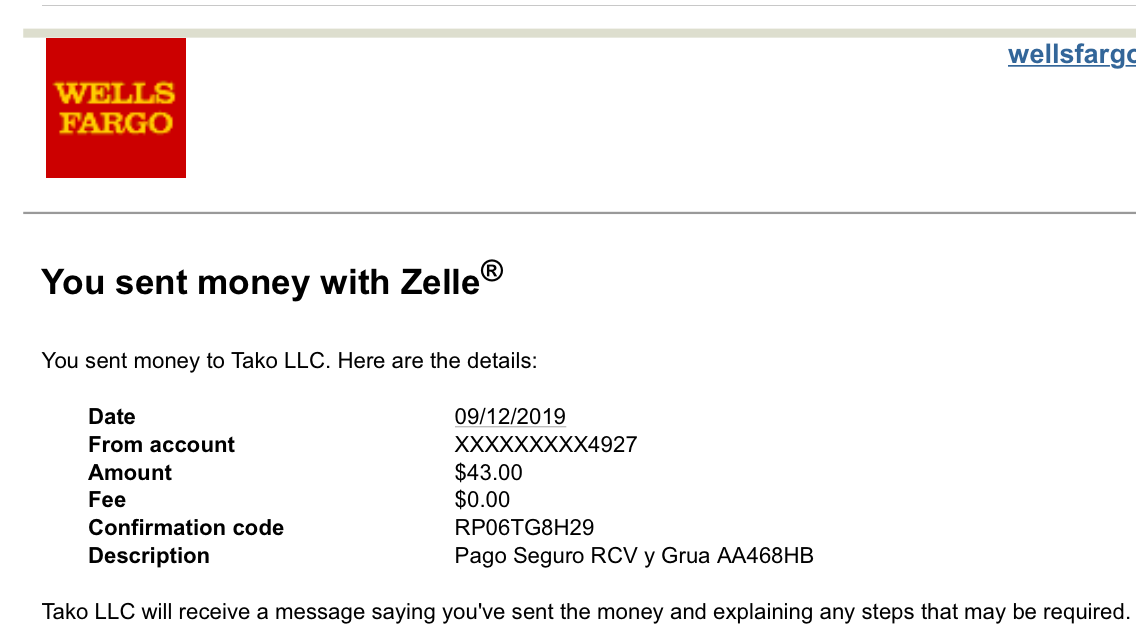 wellsfargo
WELLS
FARGO
You sent money with Zelle®
You sent money to Tako LLC. Here are the details:
Date 09/12/2019
From account XXXXXXXXX4927
Amount $43.00
Fee $0.00
Confirmation code RP06TG8H29
Description Pago Seguro RCV y Grua AA468HB
Tako LLC will receive a message saying you've sent the money and explaining any steps that may be required.